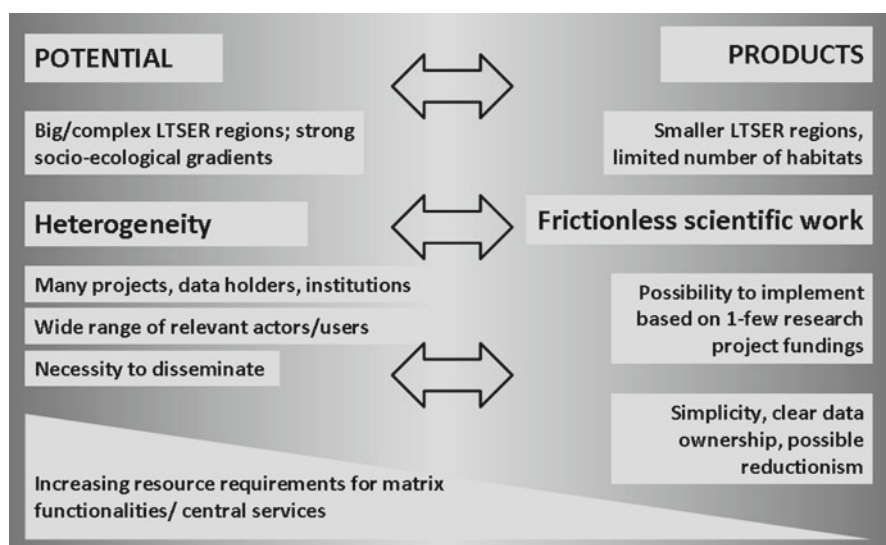 POTENTIAL
PRODUCTS
Big/complex LTSER regions; strong
socio-ecological gradients
Smaller LTSER regions,
limited number of habitats
Heterogeneity
Frictionless scientific work
Many projects, data holders, institutions
Wide range of relevant actors/users
Necessity to disseminate
Possibility to implement
based on 1-few research
project fundings
Simplicity, clear data
ownership, possible
reductionism
Increasing resource requirements for matrix
functionalities/ central services